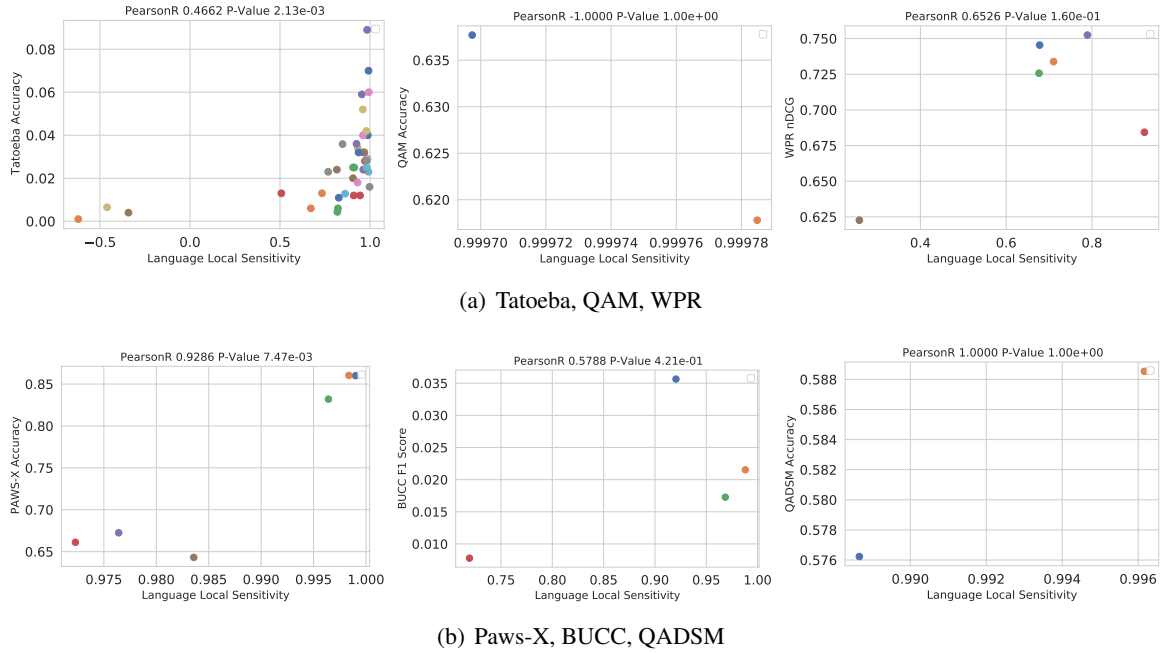 PearsonR 0.4662 P-Value 2.13e-03
Tatoeba Accuracy
0.08
0.06
0.04
0.02
0.00
−0.5 0.0 0.5 1.0
Language Local Sensitivity
PearsonR -1.0000 P-Value 1.00e+00
QAM Accuracy
0.635
0.630
0.625
0.620
0.99970 0.99972 0.99974 0.99976 0.99978
Language Local Sensitivity
PearsonR 0.6526 P-Value 1.60e-01
WPR nDCG
0.750
0.725
0.700
0.675
0.650
0.625
0.4 0.6 0.8
Language Local Sensitivity
(a) Tatoeba, QAM, WPR
PearsonR 0.9286 P-Value 7.47e-03
PAWS-X Accuracy
0.85
0.80
0.75
0.70
0.65
0.975 0.980 0.985 0.990 0.995 1.000
Language Local Sensitivity
PearsonR 0.5788 P-Value 4.21e-01
BUCC F1 Score
0.035
0.030
0.025
0.020
0.015
0.010
0.75 0.80 0.85 0.90 0.95 1.00
Language Local Sensitivity
PearsonR 1.0000 P-Value 1.00e+00
QADSM Accuracy
0.588
0.586
0.584
0.582
0.580
0.578
0.576
0.990 0.992 0.994 0.996
Language Local Sensitivity
(b) Paws-X, BUCC, QADSM